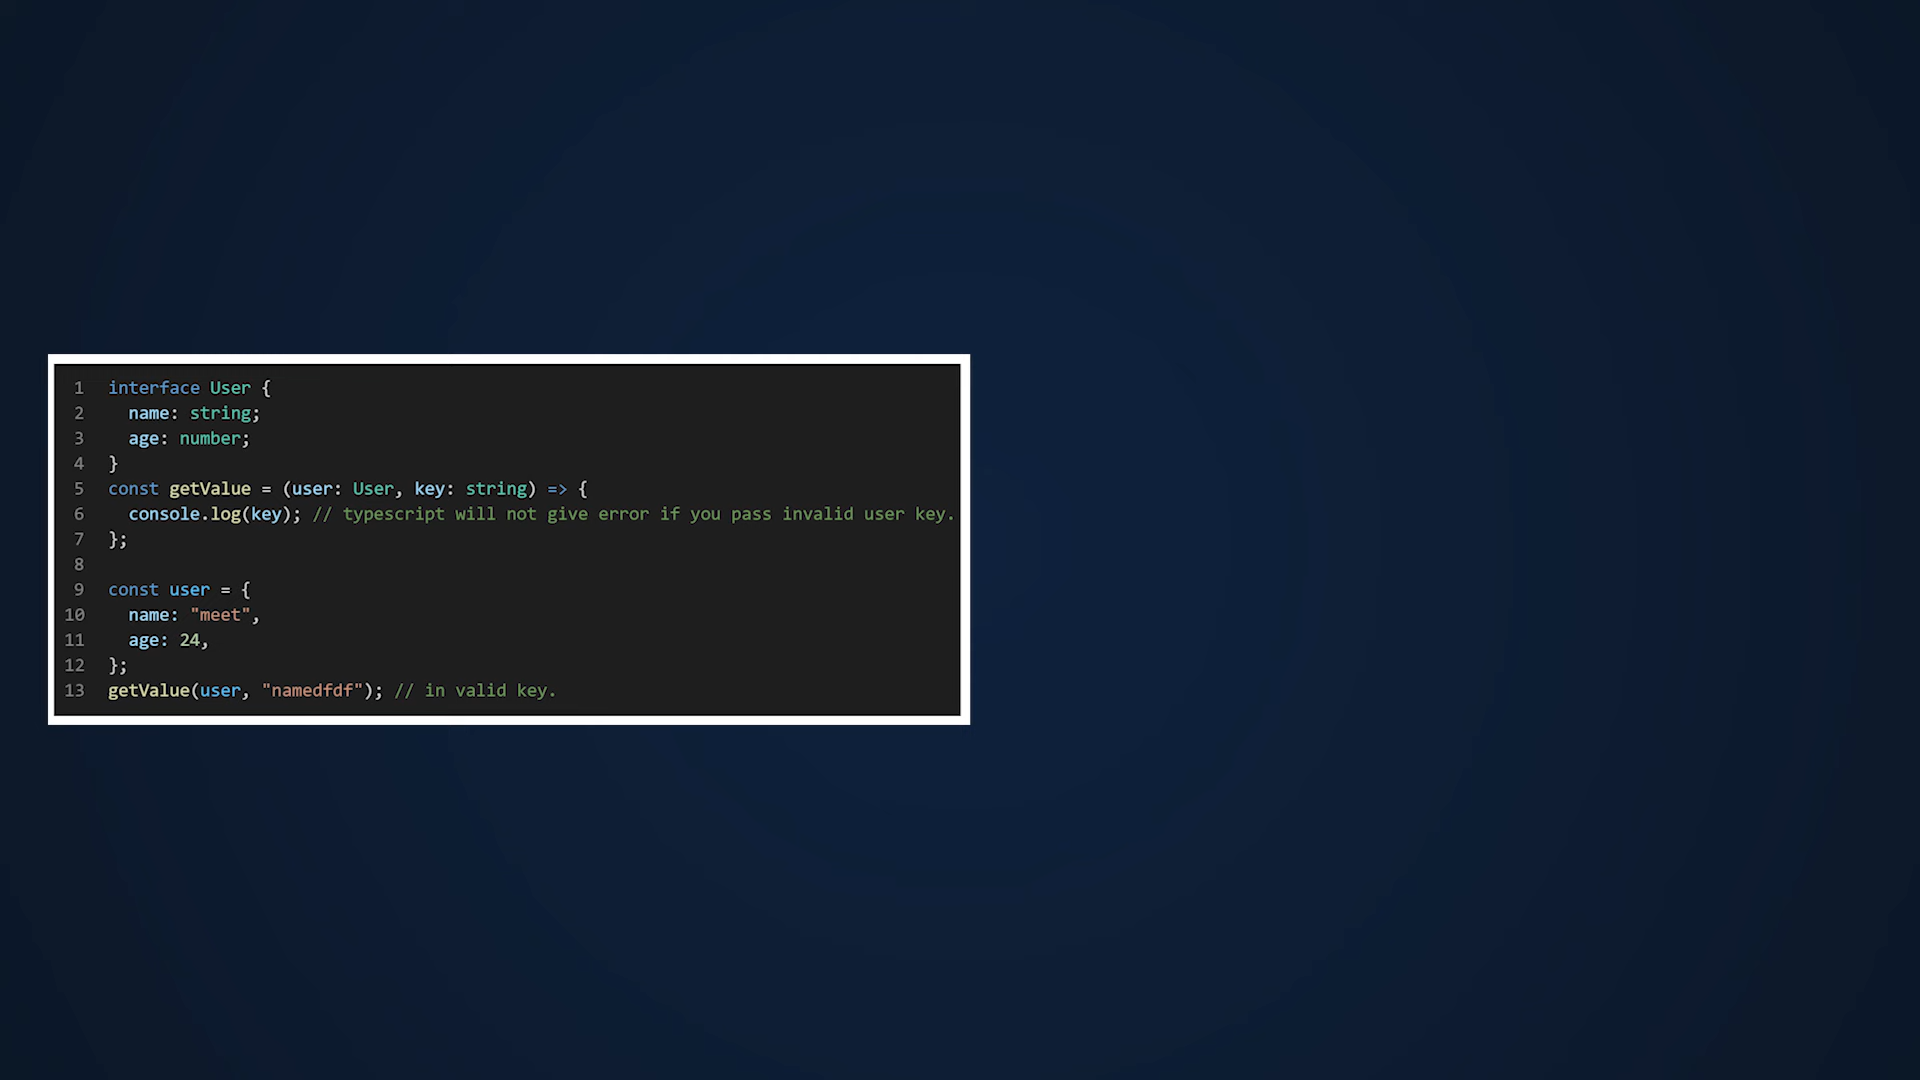 1 interface User {
2 name: string;
3 age: number;
4 }
5 const getValue = (user: User, key: string) => {
6 console.log(key); // typescript will not give error if you pass invalid user key.
7 };
8
9 const user = {
10 name: "meet",
11 age: 24,
12 };
13 getValue(user, "namedfdf"); // in valid key.